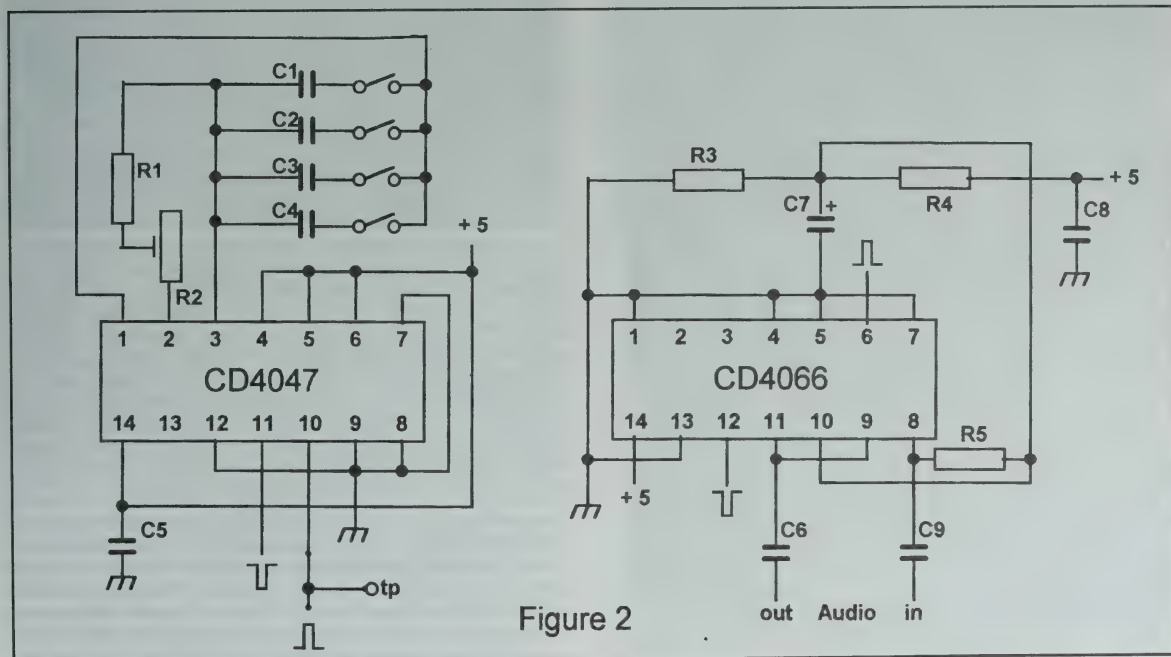 C1
C2
C3
C4
R1
R2
+ 5
1 2 3 4 5 6 7
CD4047
14 13 12 11 10 9 8
C5
tp
R3
R4
+ 5
C7 +
C8
1 2 3 4 5 6 7
CD4066
14 13 12 11 10 9 8
R5
+ 5
C6
C9
out Audio in
Figure 2